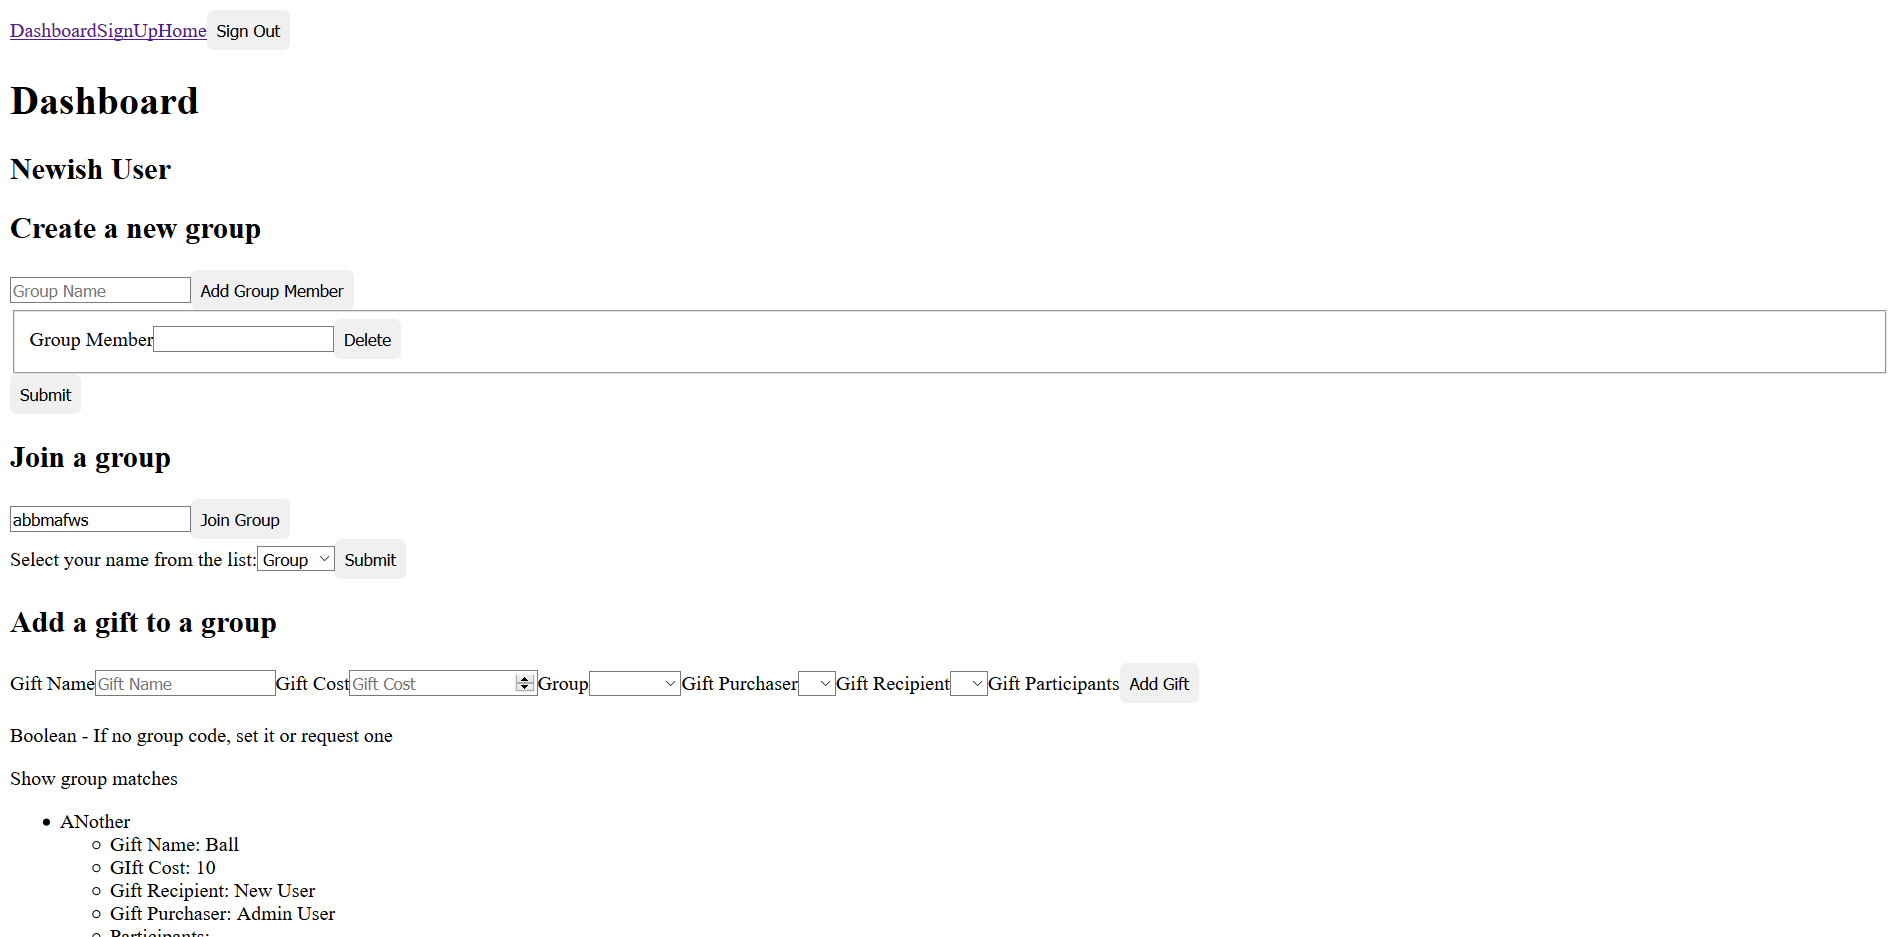 DashboardSignUpHome Sign Out
Dashboard
Newish User
Create a new group
Group Name Add Group Member
Group Member Delete
Submit
Join a group
abbmafws Join Group
Select your name from the list: Group Submit
Add a gift to a group
Gift Name Gift Name Gift Cost Gift Cost Group Gift Purchaser Gift Recipient Gift Participants Add Gift
Boolean - If no group code, set it or request one
Show group matches
ANother
Gift Name: Ball
GIft Cost: 10
Gift Recipient: New User
Gift Purchaser: Admin User
Participants: